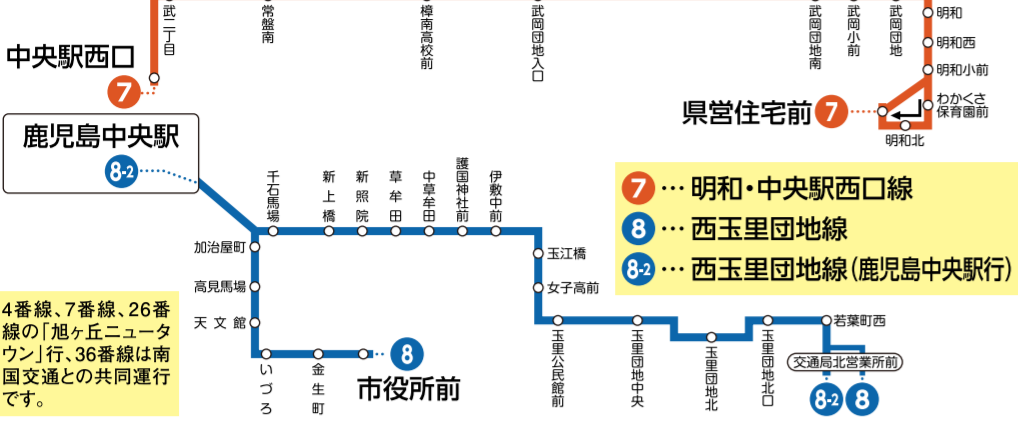 武二丁目
常盤南
樟南高校前
武岡団地入口
武岡団地南
武岡小前
武岡団地
明和
明和西
明和小前
わかくさ
保育園前
明和北
中央駅西口
7
県営住宅前 7
鹿児島中央駅
8-2
千石馬場
新上橋
新照院
草牟田
中草牟田
護国神社前
伊敷中前
加治屋町
高見馬場
天文館
いづろ
金生町
8
市役所前
玉江橋
女子高前
玉里公民館前
玉里団地中央
玉里団地北
玉里団地北口
若葉町西
交通局北営業所前
8-2 8
7 … 明和・中央駅西口線
8 … 西玉里団地線
8-2 … 西玉里団地線(鹿児島中央駅行)
4番線、7番線、26番
線の「旭ヶ丘ニュータ
ウン」行、36番線は南
国交通との共同運行
です。